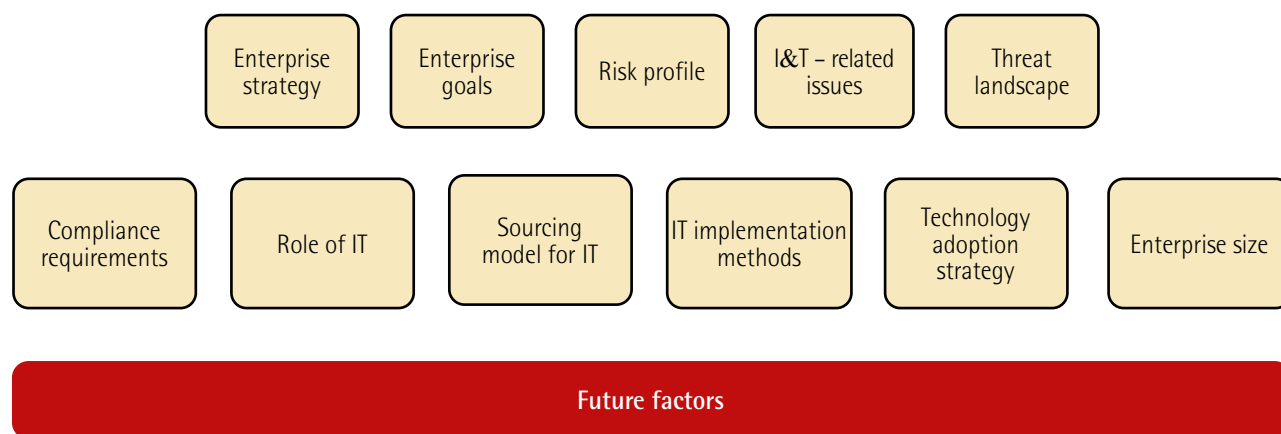 Enterprise
strategy
Enterprise
goals
Risk profile
I&T – related
issues
Threat
landscape
Compliance
requirements
Role of IT
Sourcing
model for IT
IT implementation
methods
Technology
adoption
strategy
Enterprise size
Future factors